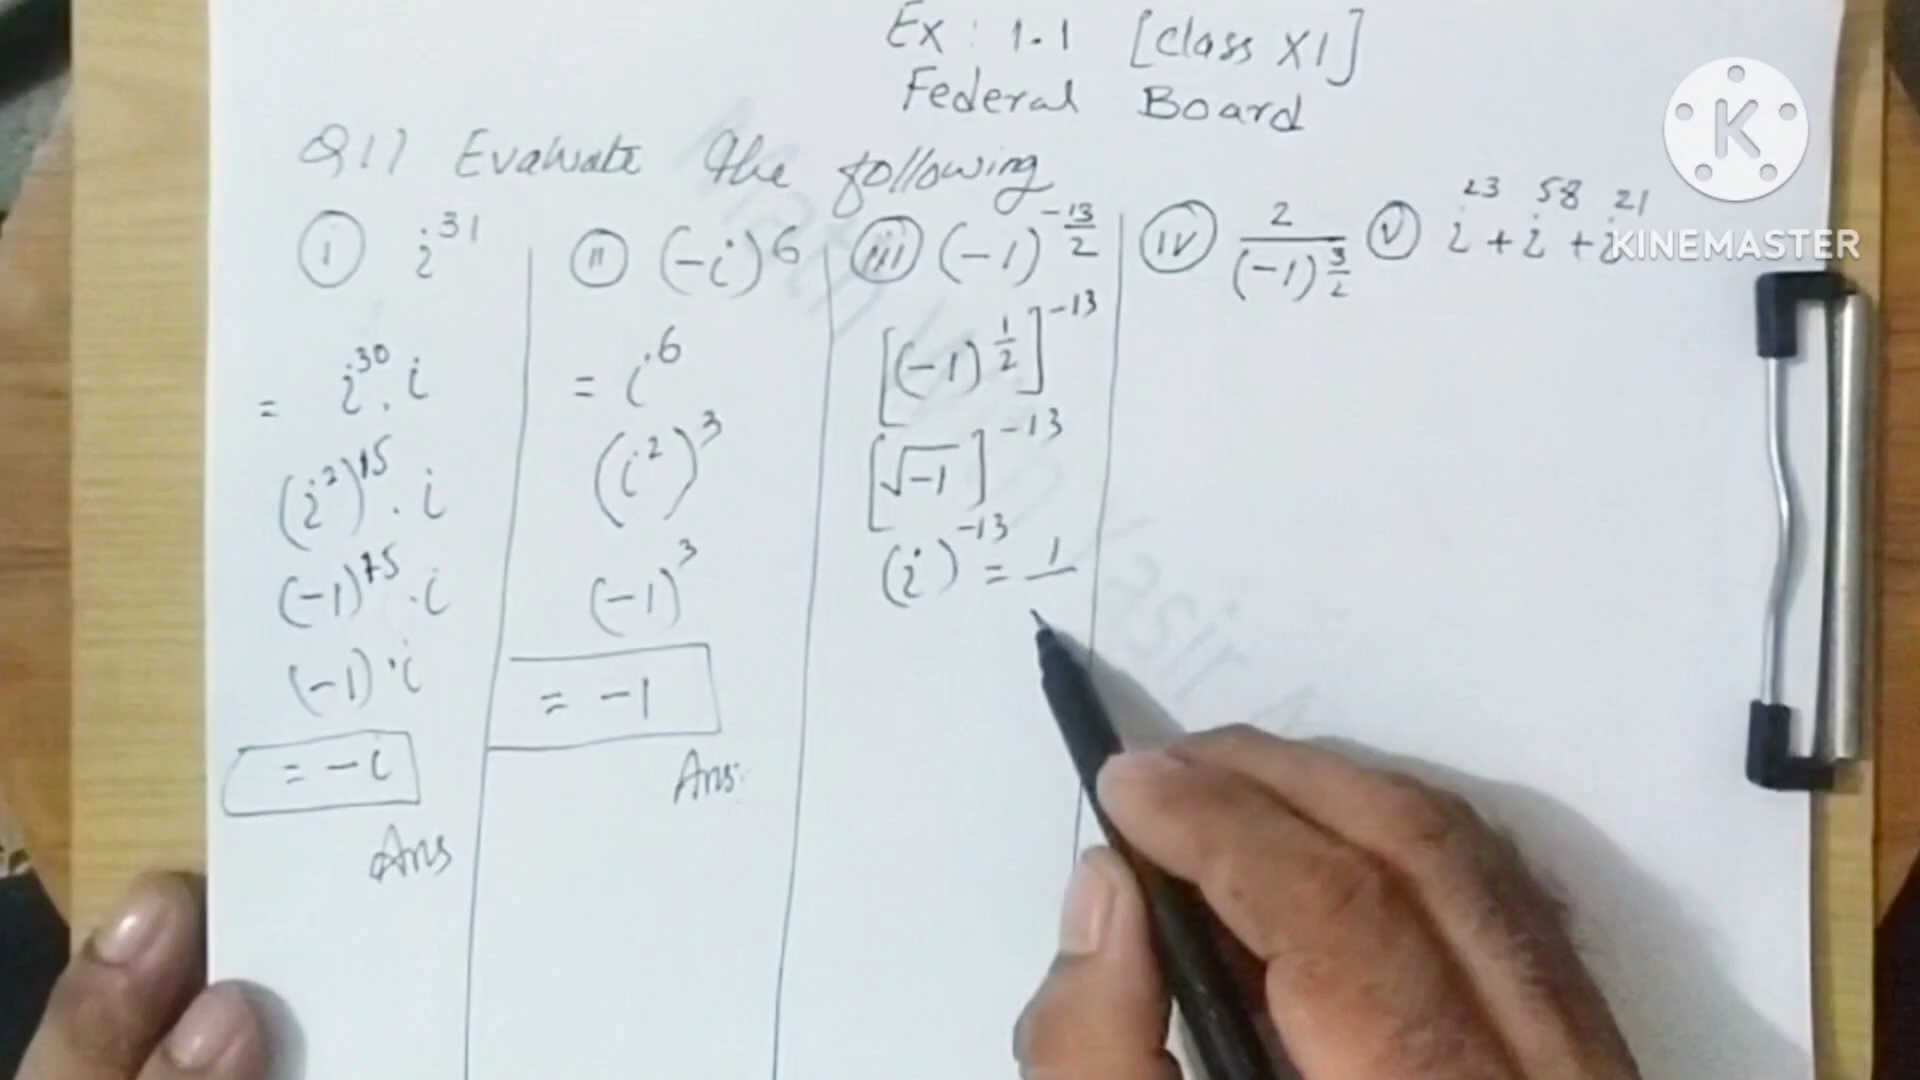 Ex : 1.1 [class XI]
Federal Board
Q1) Evaluate the following
(i) i^31
= i^30 . i
(i^2)^15 . i
(-1)^15 . i
(-1) . i
= -i
Ans
(ii) (-i)^6
= i^6
(i^2)^3
(-1)^3
= -1
Ans:
(iii) (-1)^-13/2
[(-1)^1/2]^-13
[√-1]^-13
(i)^-13 = 1/
(iv) 2/(-1)^3/2
(v) i^23 + i^58 + i^21
K
KINEMASTER